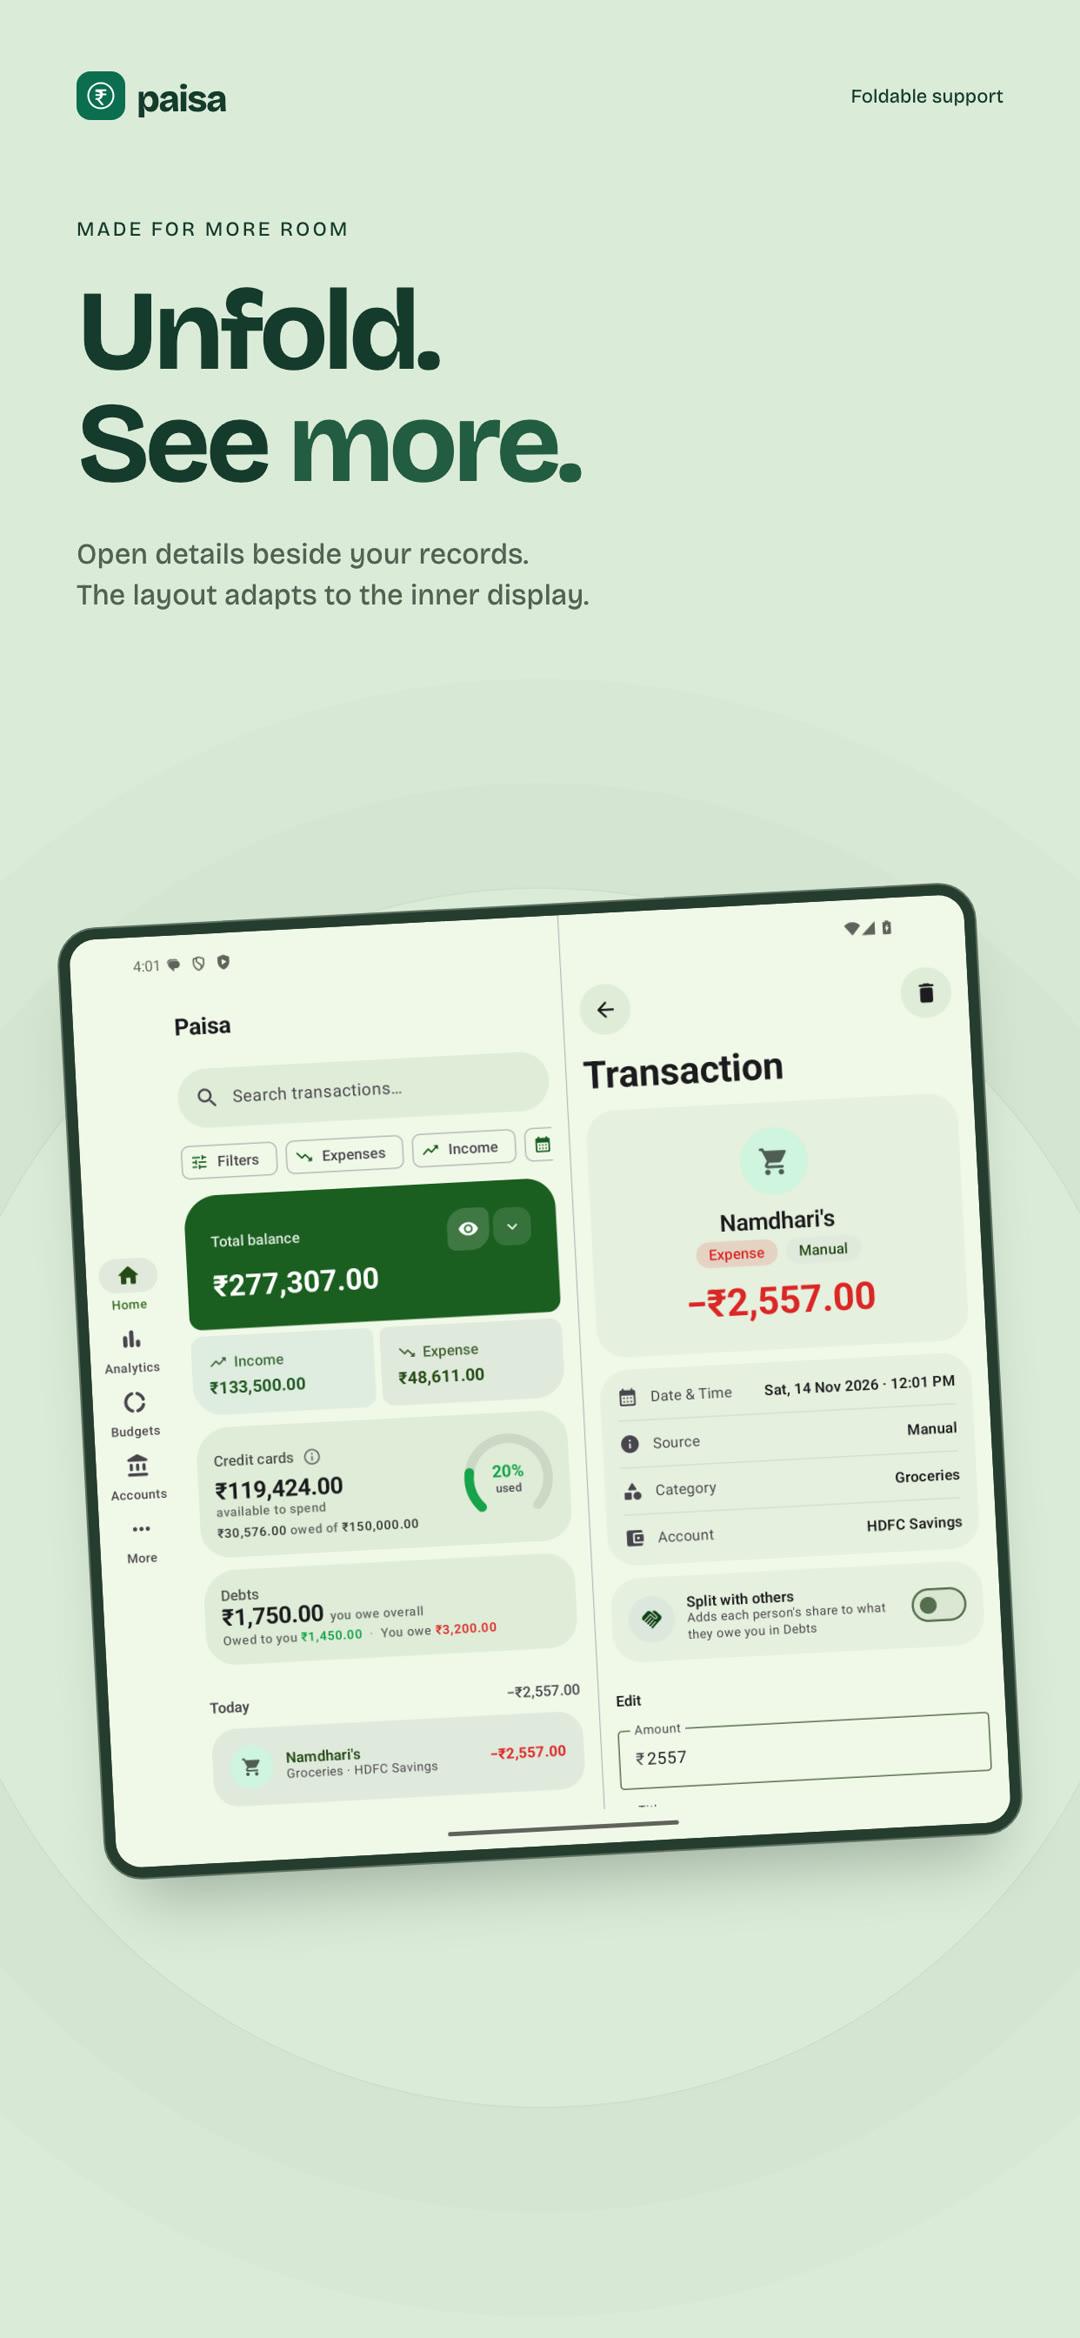 paisa
Foldable support
MADE FOR MORE ROOM
Unfold.
See more.
Open details beside your records.
The layout adapts to the inner display.
4:01
Paisa
Search transactions...
Filters
Expenses
Income
Total balance
₹277,307.00
Income
₹133,500.00
Expense
₹48,611.00
Credit cards
₹119,424.00
available to spend
₹30,576.00 owed of ₹150,000.00
20%
used
Debts
₹1,750.00 you owe overall
Owed to you ₹1,450.00 · You owe ₹3,200.00
Today
−₹2,557.00
Namdhari's
Groceries · HDFC Savings
−₹2,557.00
Home
Analytics
Budgets
Accounts
More
Transaction
Namdhari's
Expense
Manual
−₹2,557.00
Date & Time
Sat, 14 Nov 2026 · 12:01 PM
Source
Manual
Category
Groceries
Account
HDFC Savings
Split with others
Adds each person's share to what
they owe you in Debts
Edit
Amount
₹2557